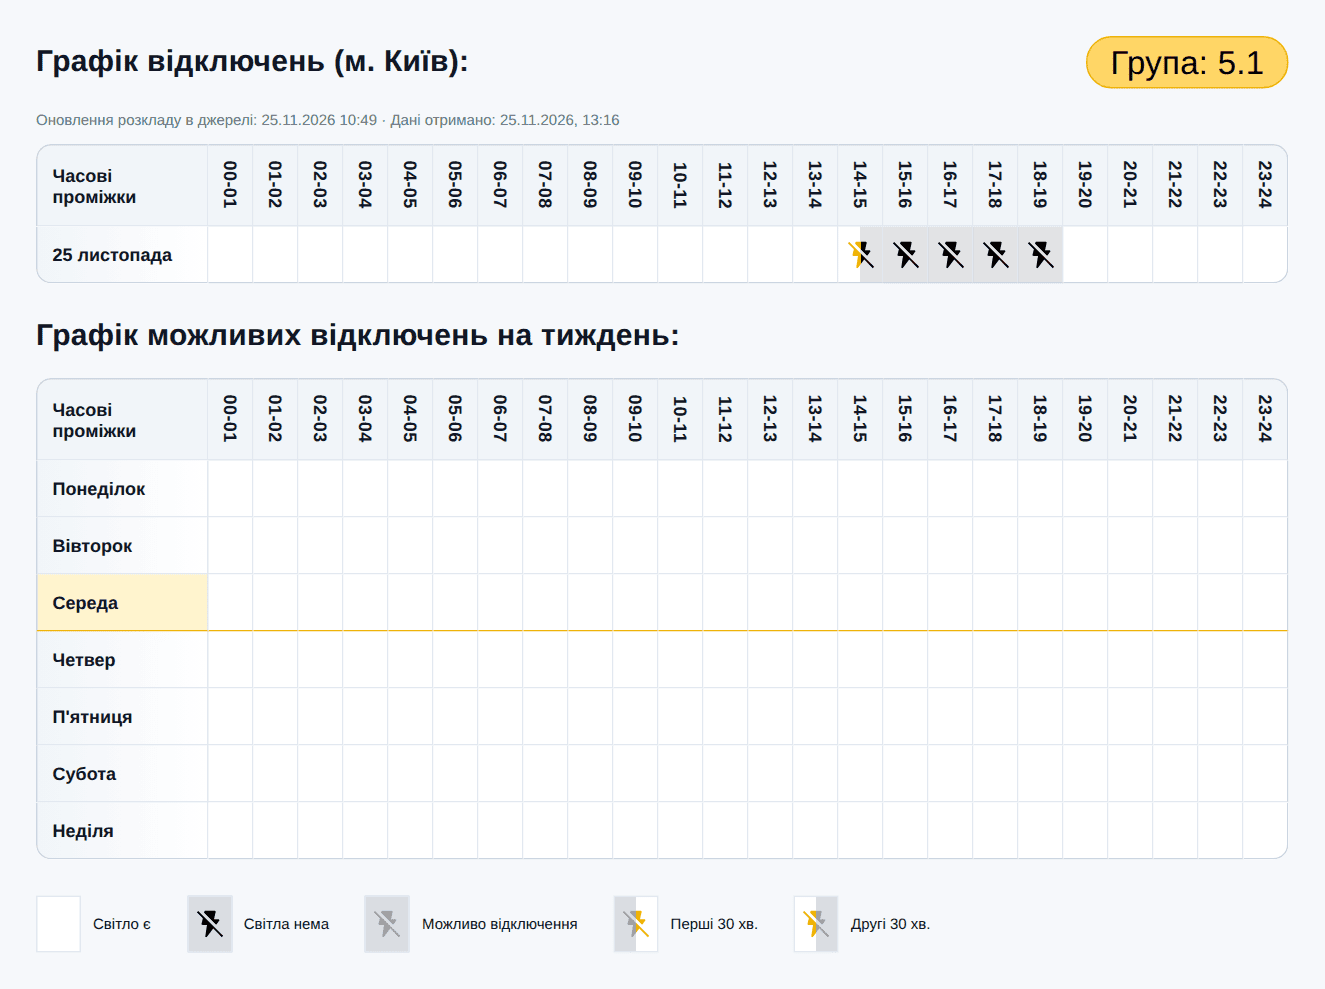 Графік відключень (м. Київ):
Група: 5.1
Оновлення розкладу в джерелі: 25.11.2026 10:49 · Дані отримано: 25.11.2026, 13:16
Часові проміжки 00-01 01-02 02-03 03-04 04-05 05-06 06-07 07-08 08-09 09-10 10-11 11-12 12-13 13-14 14-15 15-16 16-17 17-18 18-19 19-20 20-21 21-22 22-23 23-24
25 листопада
Графік можливих відключень на тиждень:
Часові проміжки 00-01 01-02 02-03 03-04 04-05 05-06 06-07 07-08 08-09 09-10 10-11 11-12 12-13 13-14 14-15 15-16 16-17 17-18 18-19 19-20 20-21 21-22 22-23 23-24
Понеділок
Вівторок
Середа
Четвер
П'ятниця
Субота
Неділя
Світло є Світла нема Можливо відключення Перші 30 хв. Другі 30 хв.